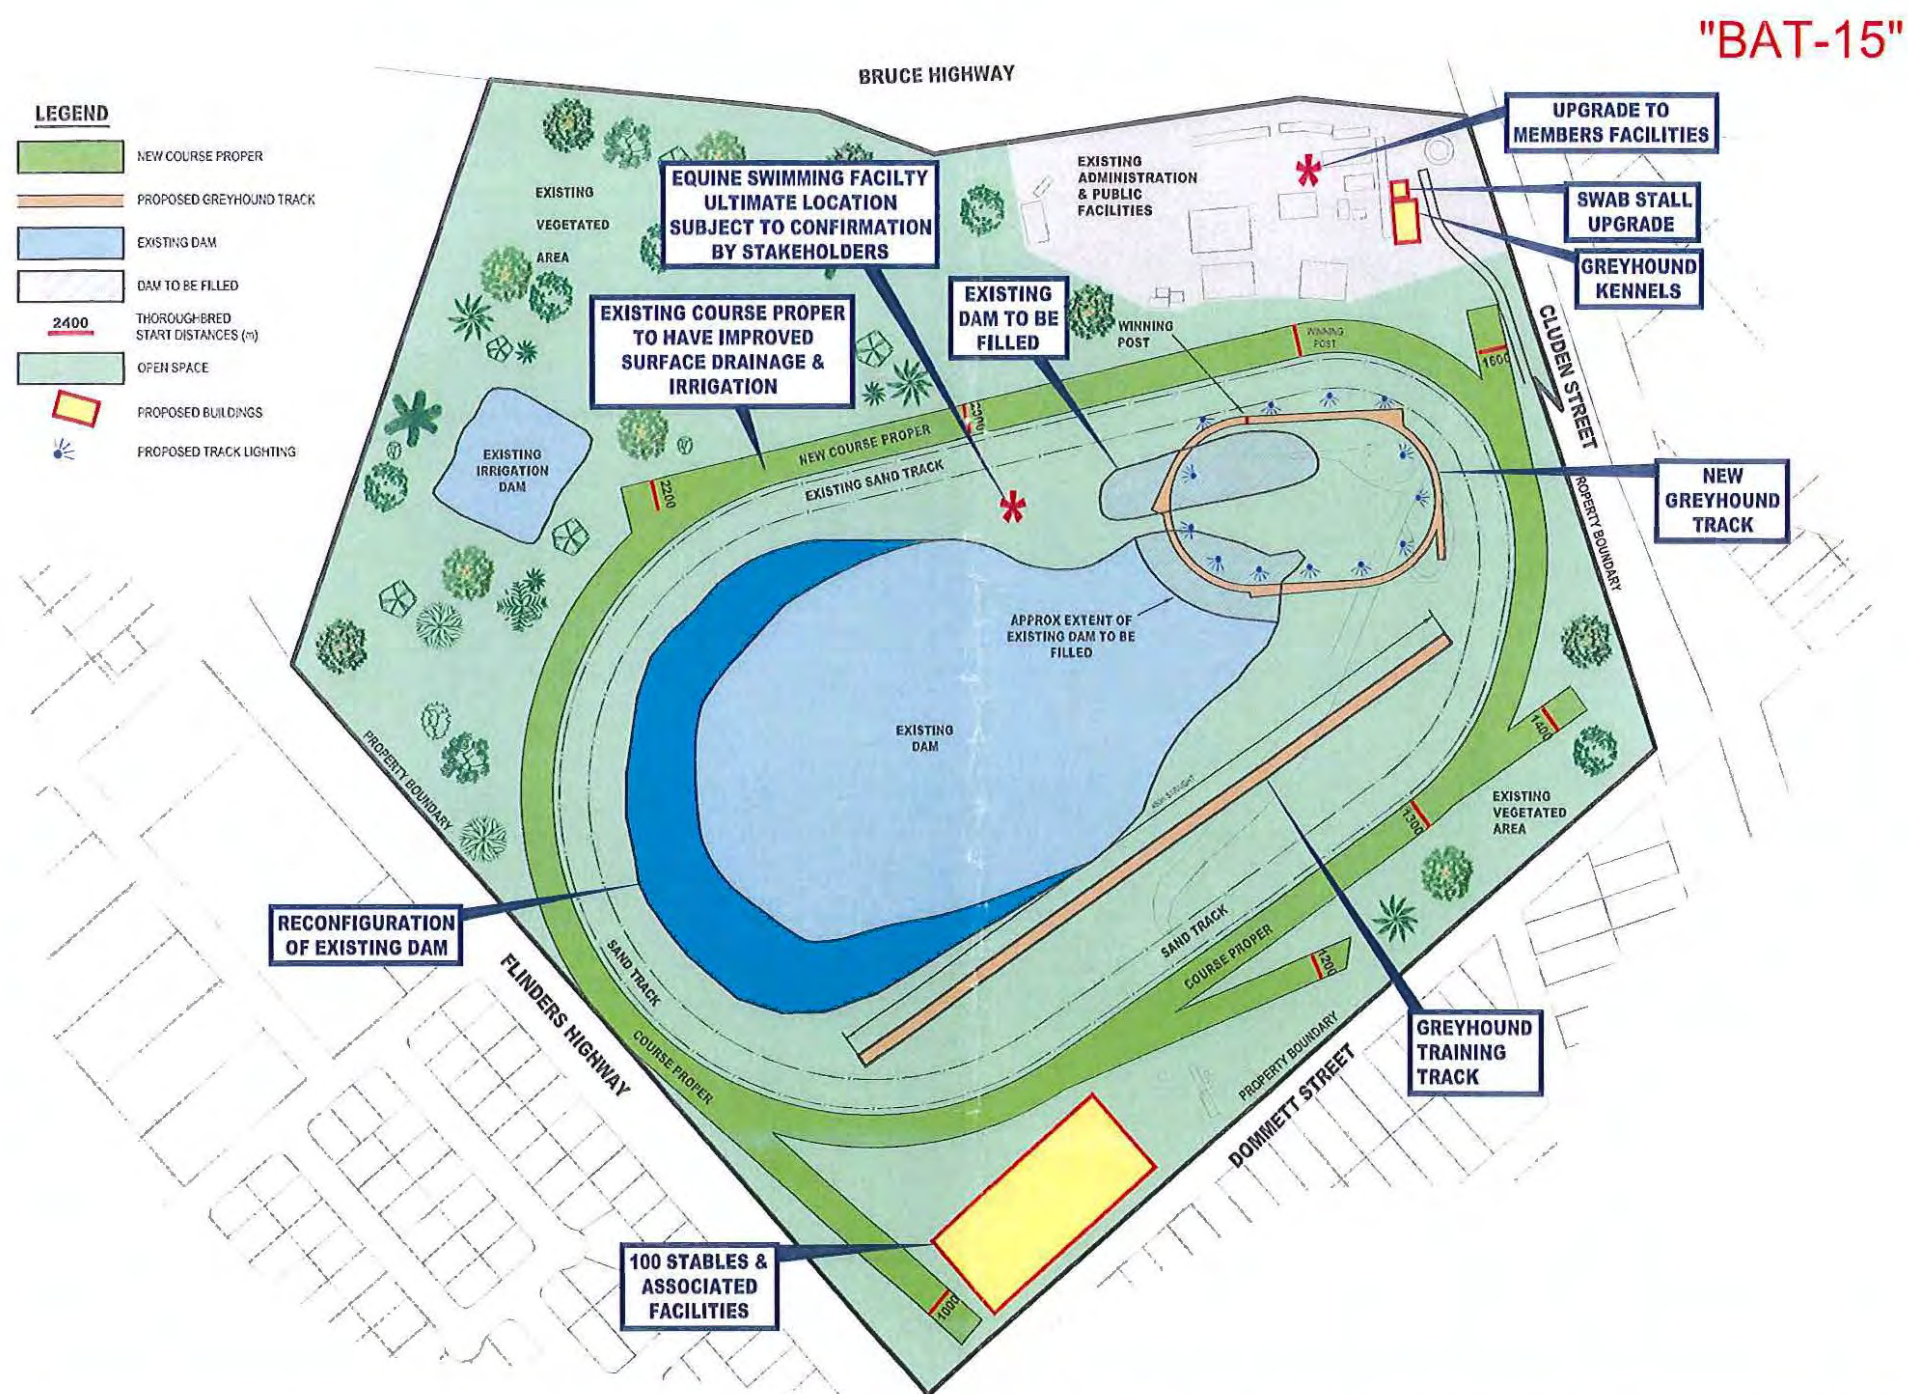 "BAT-15"
BRUCE HIGHWAY
LEGEND
NEW COURSE PROPER
PROPOSED GREYHOUND TRACK
EXISTING DAM
DAM TO BE FILLED
2400
THOROUGHBRED
START DISTANCES (m)
OPEN SPACE
PROPOSED BUILDINGS
PROPOSED TRACK LIGHTING
UPGRADE TO
MEMBERS FACILITIES
SWAB STALL
UPGRADE
GREYHOUND
KENNELS
EXISTING
ADMINISTRATION
& PUBLIC
FACILITIES
EXISTING
VEGETATED
AREA
EQUINE SWIMMING FACILTY
ULTIMATE LOCATION
SUBJECT TO CONFIRMATION
BY STAKEHOLDERS
EXISTING COURSE PROPER
TO HAVE IMPROVED
SURFACE DRAINAGE &
IRRIGATION
EXISTING
DAM TO BE
FILLED
WINNING
POST
WINNING
POST
1600
CLUDEN STREET
EXISTING
IRRIGATION
DAM
2200
NEW COURSE PROPER
EXISTING SAND TRACK
NEW
GREYHOUND
TRACK
PROPERTY BOUNDARY
APPROX EXTENT OF
EXISTING DAM TO BE
FILLED
EXISTING
DAM
1400
1300
EXISTING
VEGETATED
AREA
PROPERTY BOUNDARY
RECONFIGURATION
OF EXISTING DAM
SAND TRACK
SAND TRACK
COURSE PROPER
1200
FLINDERS HIGHWAY
COURSE PROPER
GREYHOUND
TRAINING
TRACK
PROPERTY BOUNDARY
DOMMETT STREET
100 STABLES &
ASSOCIATED
FACILITIES
1000